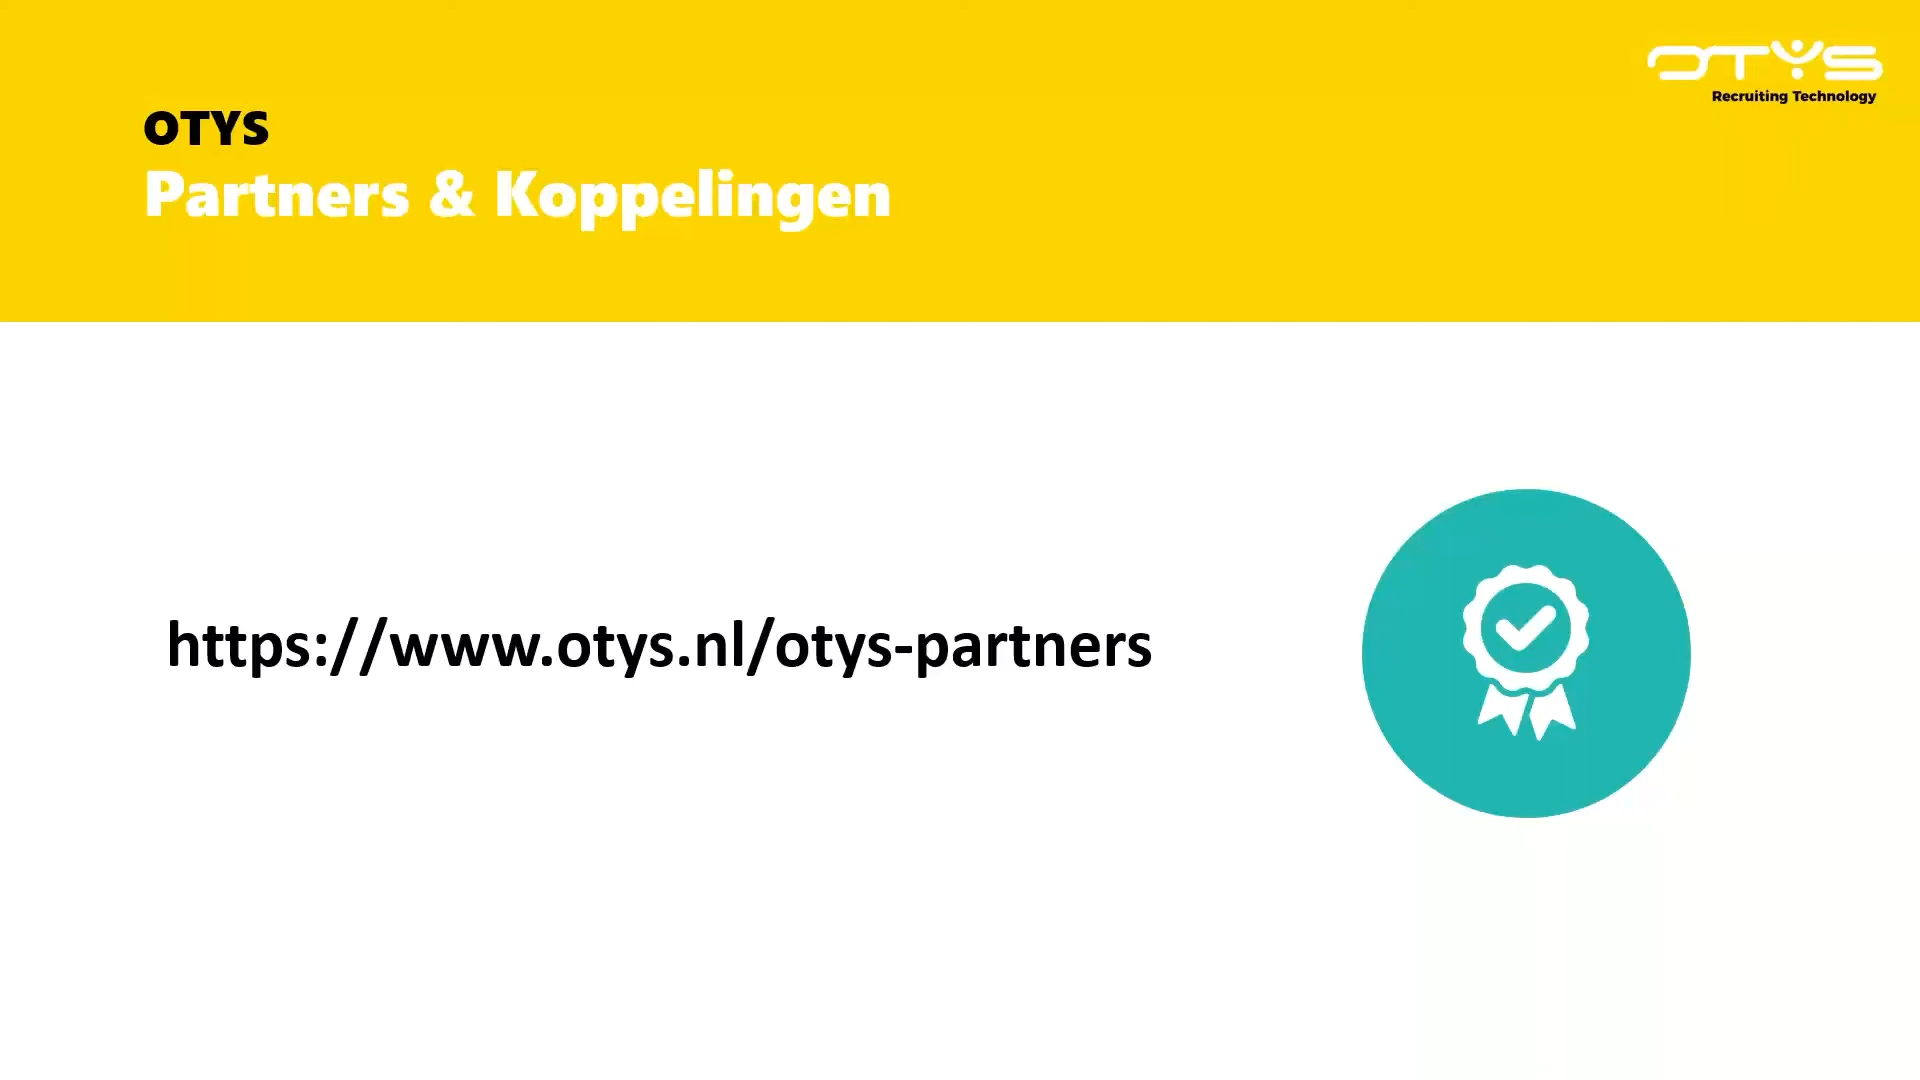 OTYS
Recruiting Technology
OTYS
Partners & Koppelingen
https://www.otys.nl/otys-partners